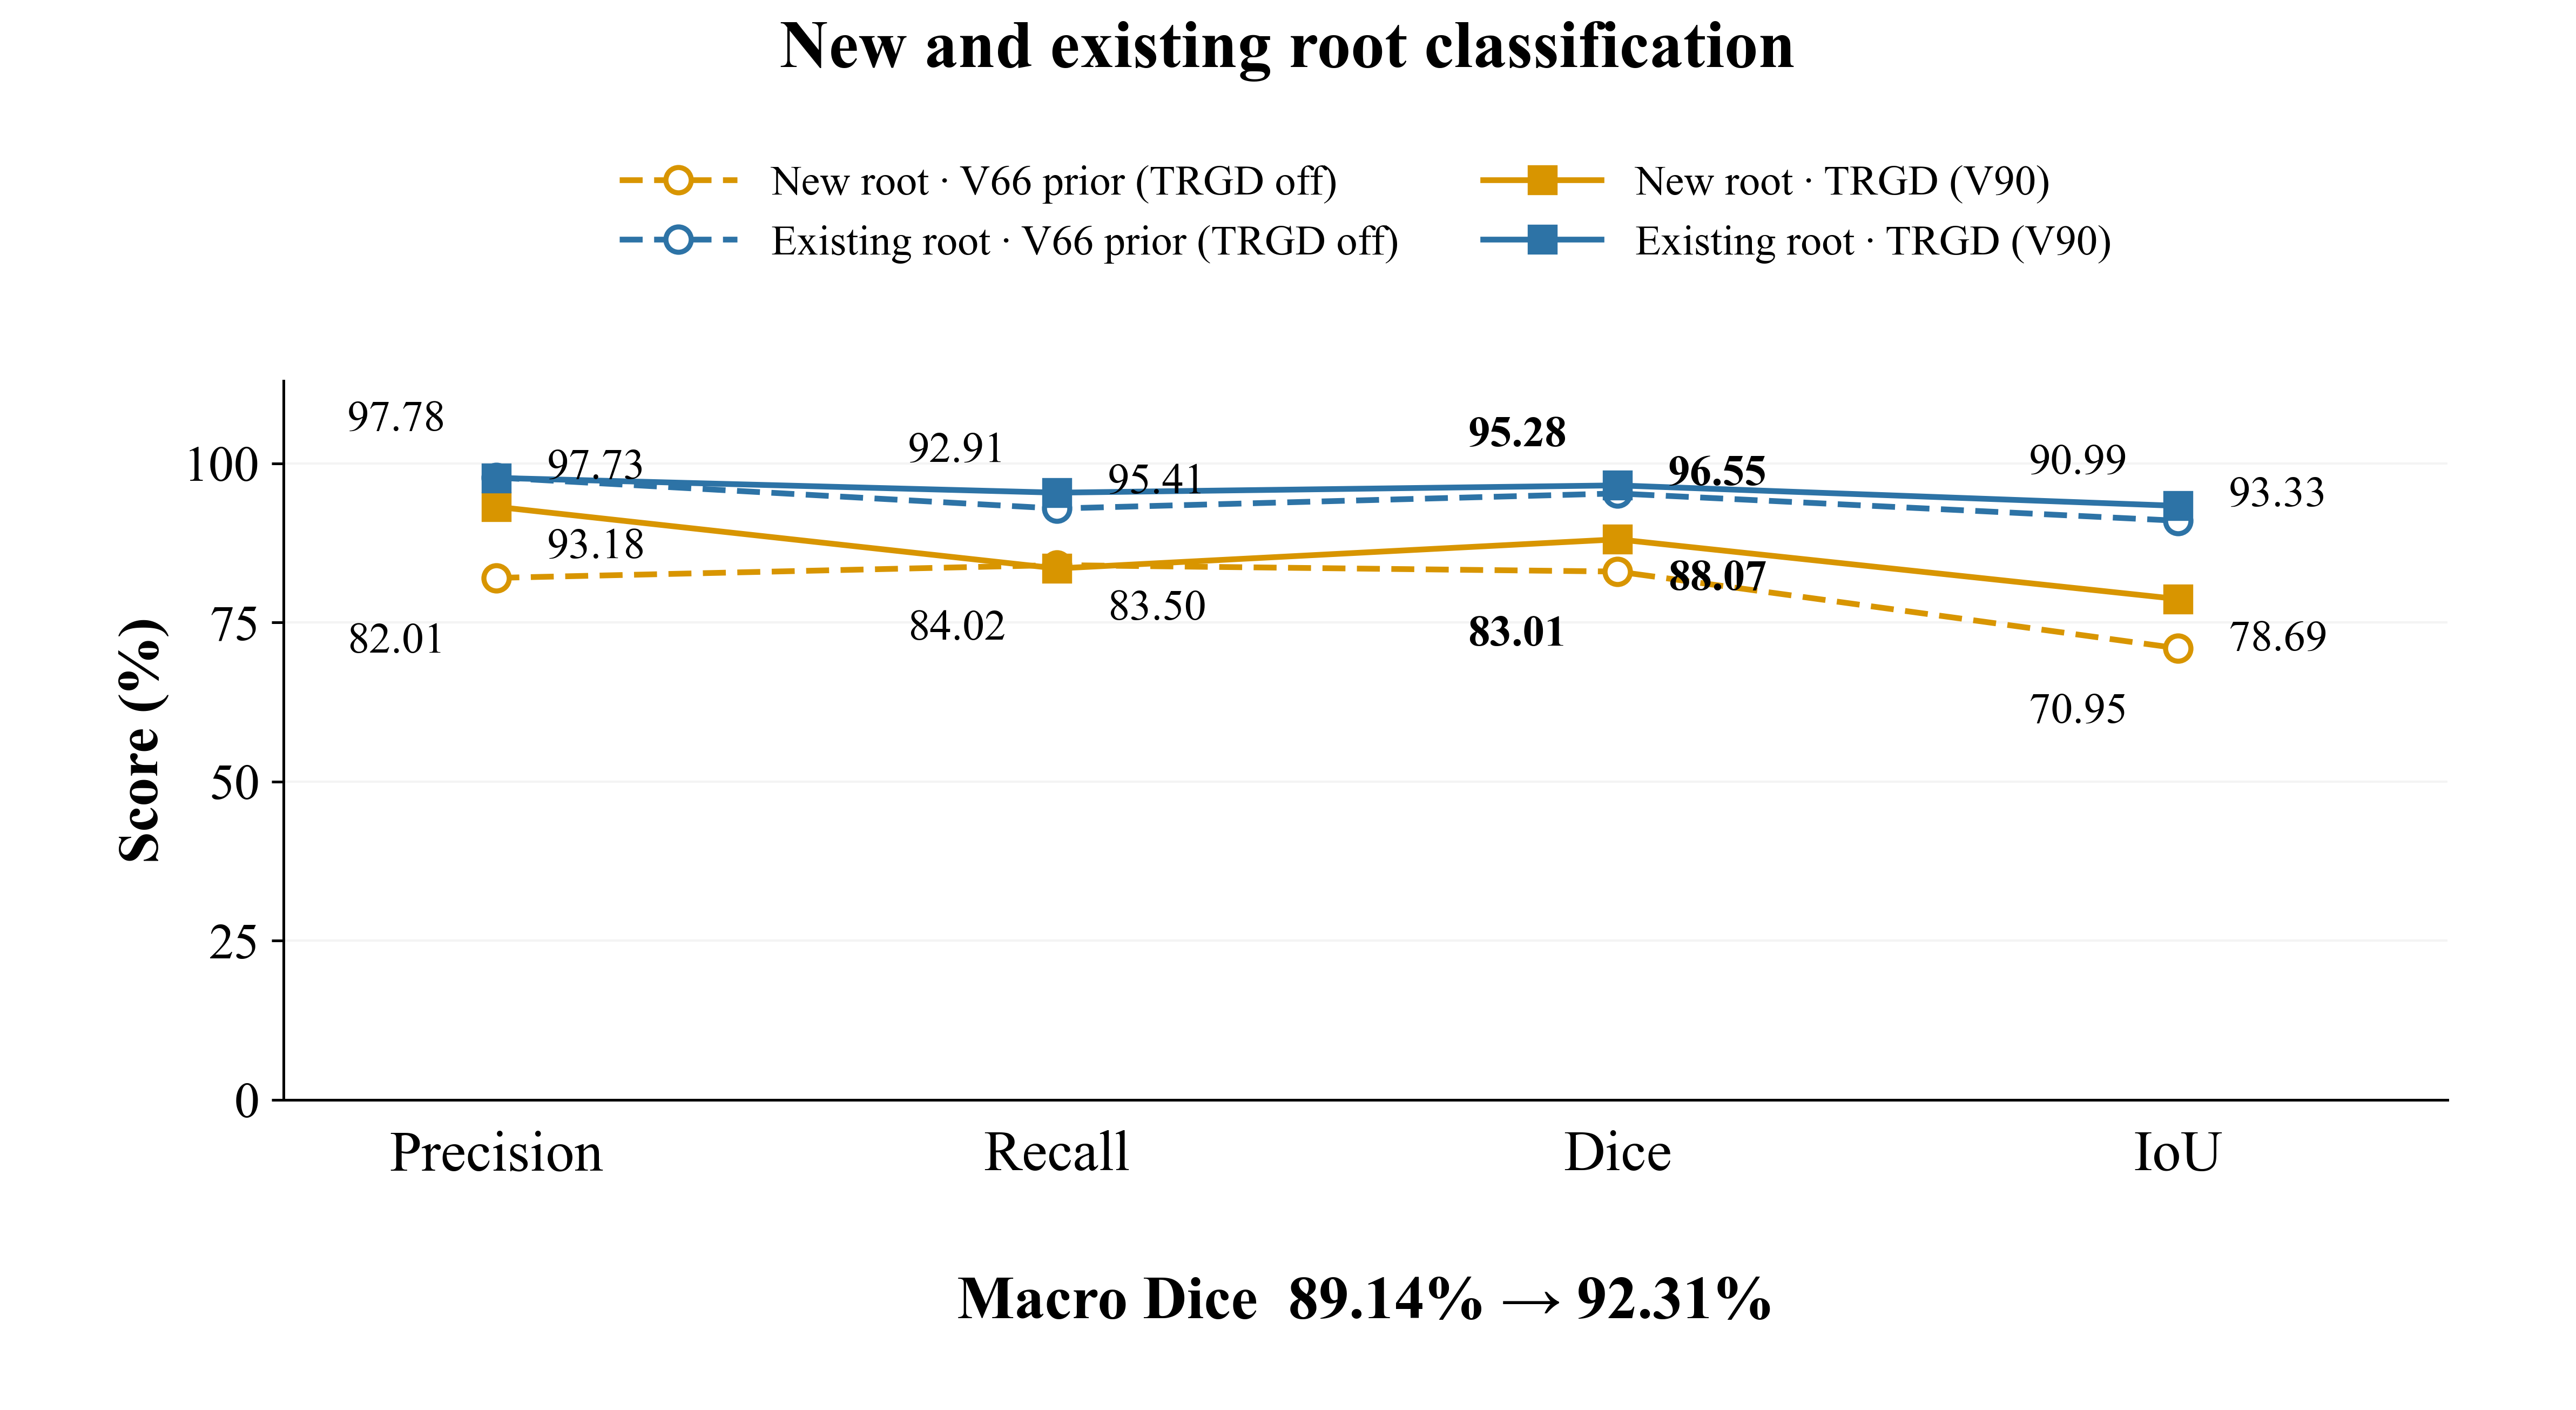 New and existing root classification
New root · V66 prior (TRGD off)
New root · TRGD (V90)
Existing root · V66 prior (TRGD off)
Existing root · TRGD (V90)
97.78
97.73
92.91
95.41
95.28
96.55
90.99
93.33
93.18
82.01
84.02
83.50
88.07
83.01
78.69
70.95
100
75
50
25
0
Score (%)
Precision
Recall
Dice
IoU
Macro Dice 89.14% → 92.31%